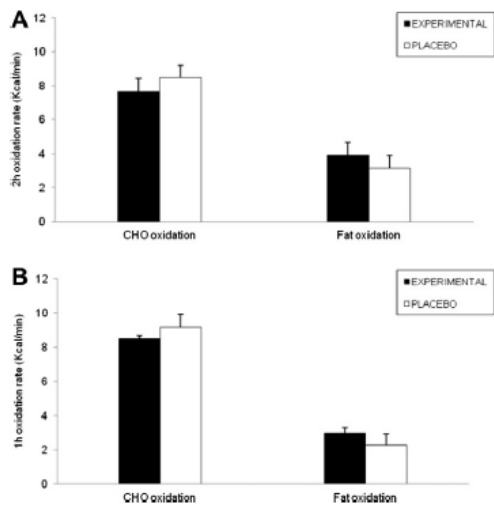 A
EXPERIMENTAL
PLACEBO
2h oxidation rate (Kcal/min)
12
10
8
6
4
2
0
CHO oxidation Fat oxidation
B
EXPERIMENTAL
PLACEBO
1h oxidation rate (Kcal/min)
12
10
8
6
4
2
0
CHO oxidation Fat oxidation